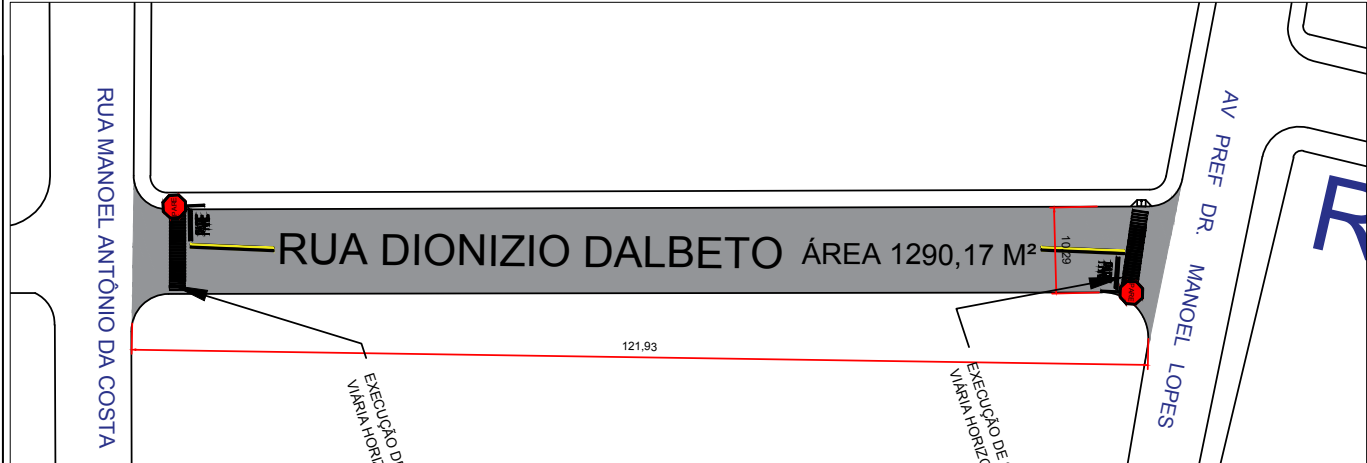 RUA MANOEL ANTÔNIO DA COSTA
RUA DIONIZIO DALBETO ÁREA 1290,17 M²
10,29
AV PREF DR. MANOEL LOPES
121,93
EXECUÇÃO DE
VIÁRIA HORIZ
EXECUÇÃO DE
VIÁRIA HORIZO
R